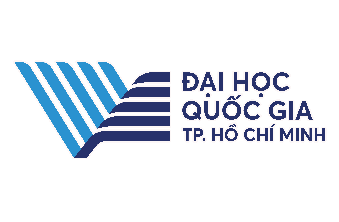 ĐẠI HỌC
QUỐC GIA
TP. HỒ CHÍ MINH